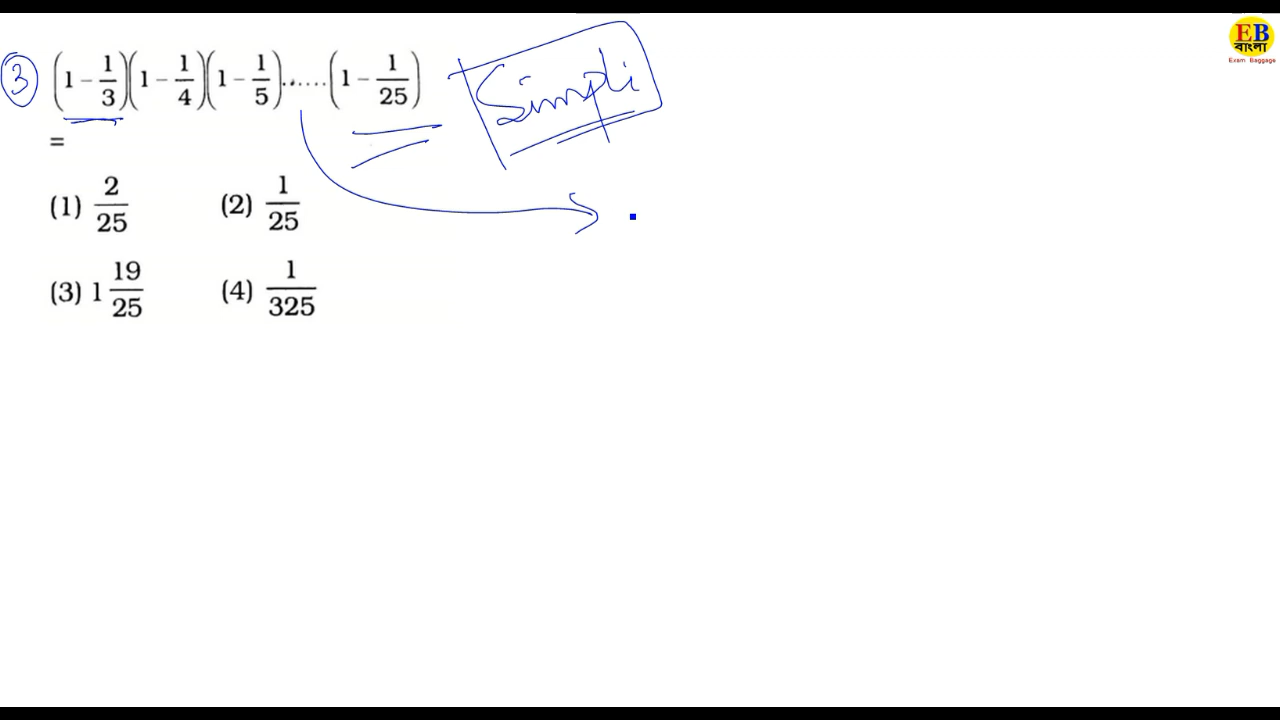 EB
বাংলা
Exam Baggage
3 (1 - 1/3)(1 - 1/4)(1 - 1/5)......(1 - 1/25) Simpli
=
(1) 2/25 (2) 1/25
(3) 1 19/25 (4) 1/325